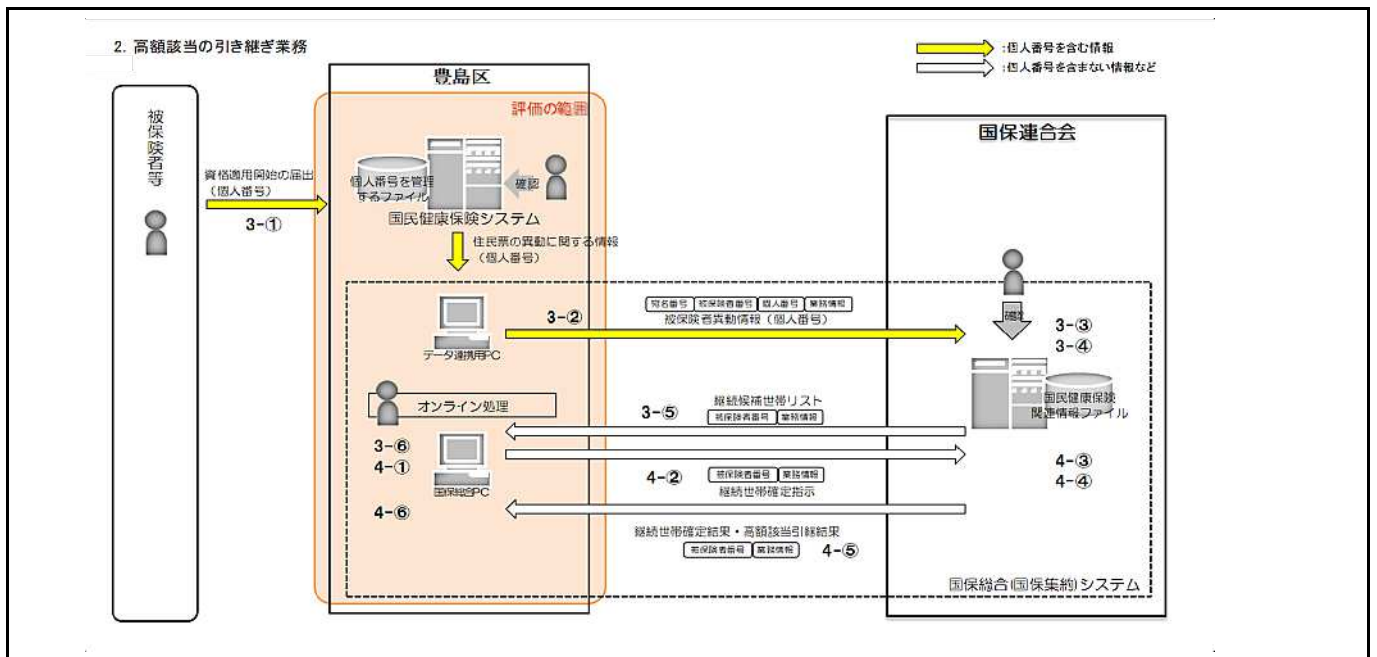 2. 高額該当の引き継ぎ業務
:個人番号を含む情報
:個人番号を含まない情報など
被保険者等
資格適用開始の届出
(個人番号)
3-①
豊島区
評価の範囲
個人番号を管理
するファイル
確認
国民健康保険システム
住民票の異動に関する情報
(個人番号)
データ連携用PC
オンライン処理
3-⑥
4-①
国保総合PC
4-⑥
3-②
宛名番号 被保険者番号 個人番号 業務情報
被保険者異動情報(個人番号)
継続候補世帯リスト
3-⑤
被保険者番号 業務情報
4-②
被保険者番号 業務情報
継続世帯確定指示
継続世帯確定結果・高額該当引継結果
被保険者番号 業務情報
4-⑤
国保連合会
確認
3-③
3-④
国民健康保険
関連情報ファイル
4-③
4-④
国保総合(国保集約)システム